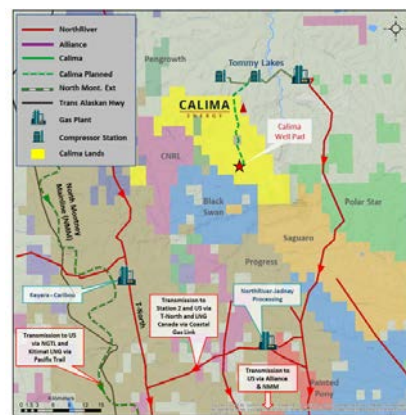 NorthRiver
Alliance
Calima
Calima Planned
North Mont. Ext
Trans Alaskan Hwy
Gas Plant
Compressor Station
Calima Lands
Pengrowth
Tommy Lakes
CALIMA
ENERGY
Calima
Well Pad
CNRL
Black
Swan
Polar Star
North Montney
Mainline (NMM)
Saguaro
Progress
T-North
Keyera - Caribou
Transmission to
Station 2 and US via
T-North and LNG
Canada via Coastal
Gas Link
NorthRiver-Jedney
Processing
Transmission to US
via NGTL and
Kitimat LNG via
Pacific Trail
Transmission to
US via Alliance
& NMM
Painted
Pony
Kilometers